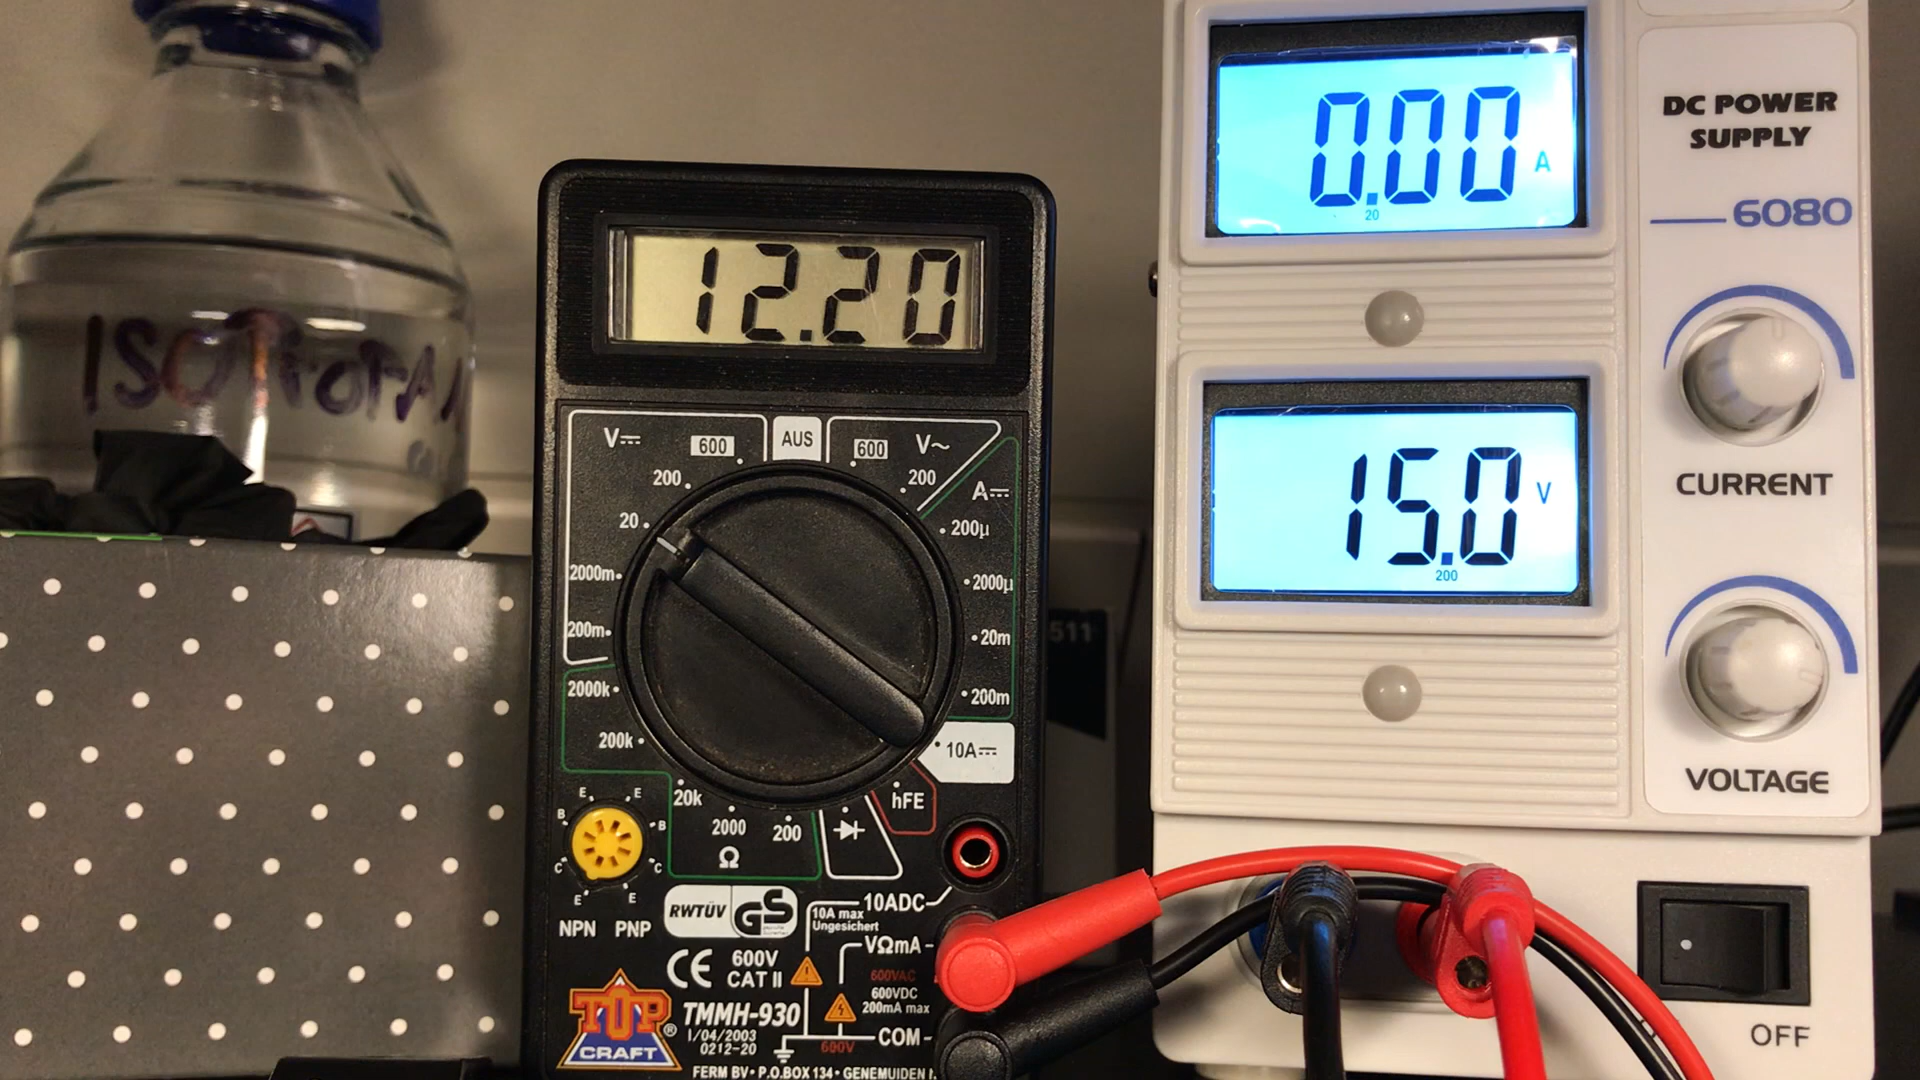 ISOPrOPA
12.20
V⎓ 600 AUS 600 V~
200 200
A⎓
20 200µ
2000m 2000µ
200m 20m
2000k 200m
200k 10A⎓
20k hFE
2000 200
Ω
E E
B B
C C
E E
NPN PNP
RWTÜV GS
10ADC
10A max
Ungesichert
VΩmA
CE 600V
CAT II
600VAC
600VDC
200mA max
TOP
CRAFT
®
TMMH-930
1/04/2003
0212-20
COM
600V
FERM BV • P.O.BOX 134 • GENEMUIDEN
511
0.00 A
20
15.0 V
200
DC POWER
SUPPLY
6080
CURRENT
VOLTAGE
OFF